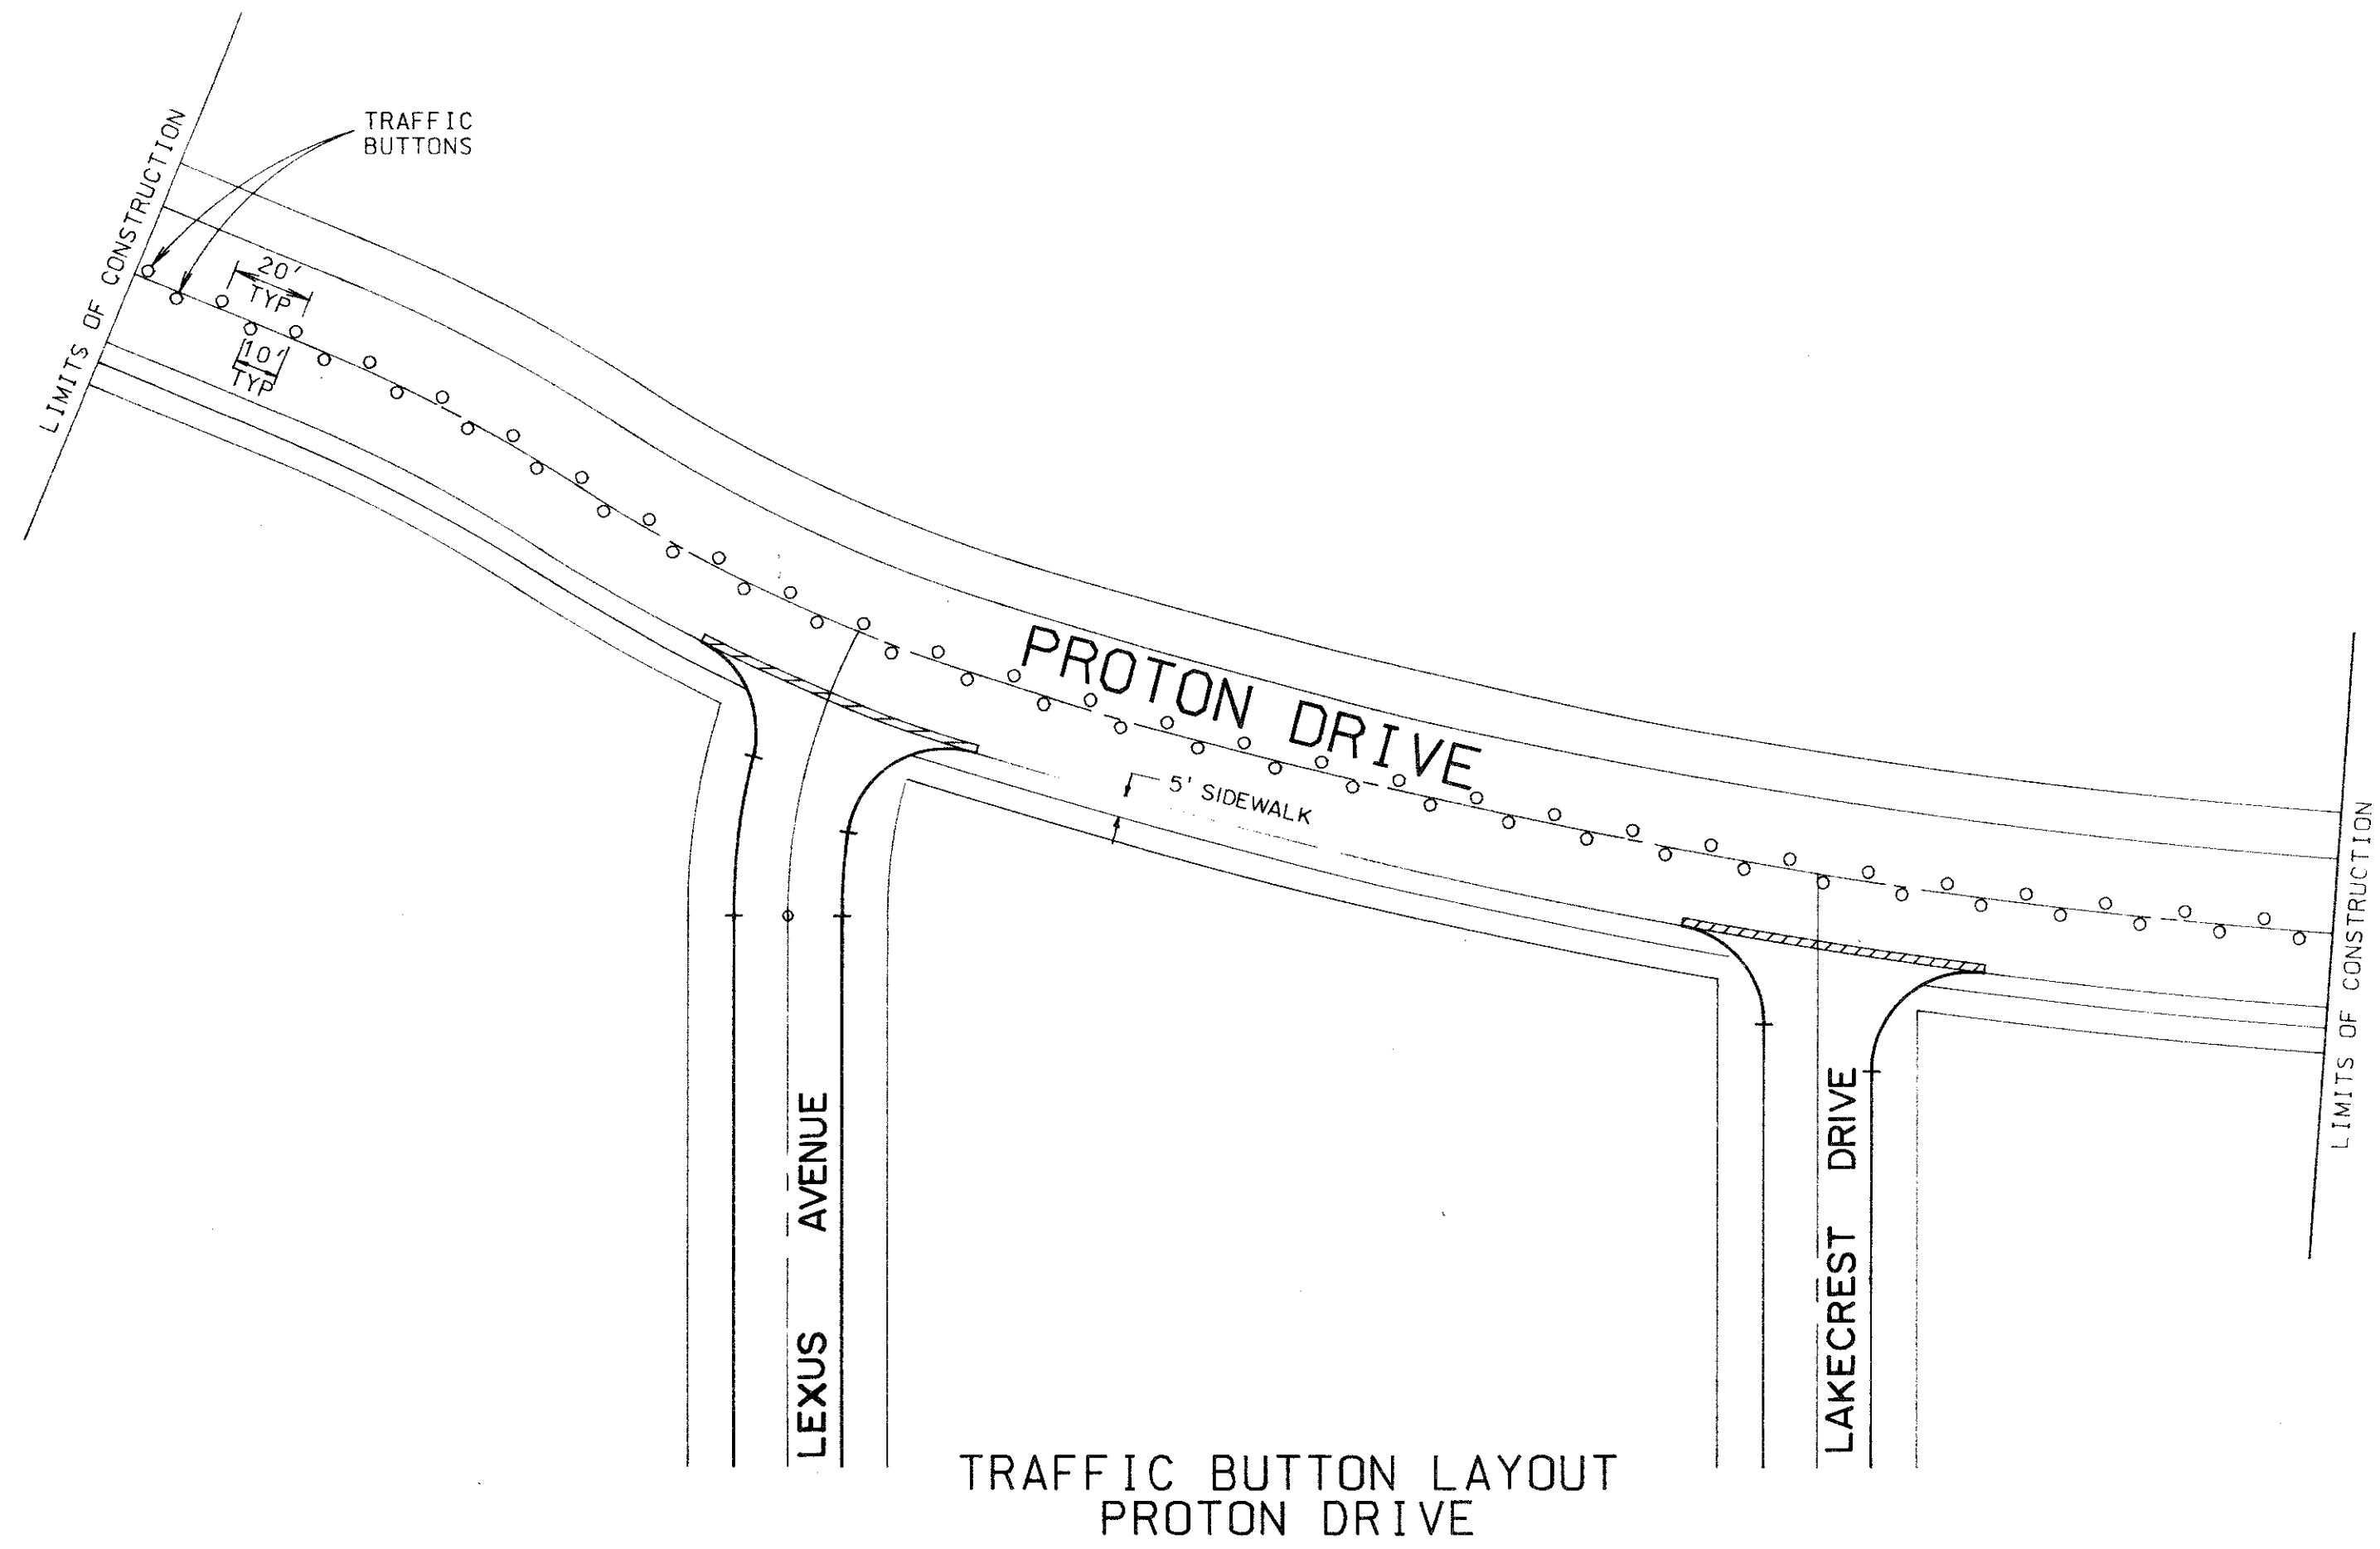 TRAFFIC
BUTTONS
LIMITS OF CONSTRUCTION
20'
TYP
10'
TYP
PROTON DRIVE
5' SIDEWALK
LIMITS OF CONSTRUCTION
LEXUS AVENUE
LAKECREST DRIVE
TRAFFIC BUTTON LAYOUT
PROTON DRIVE